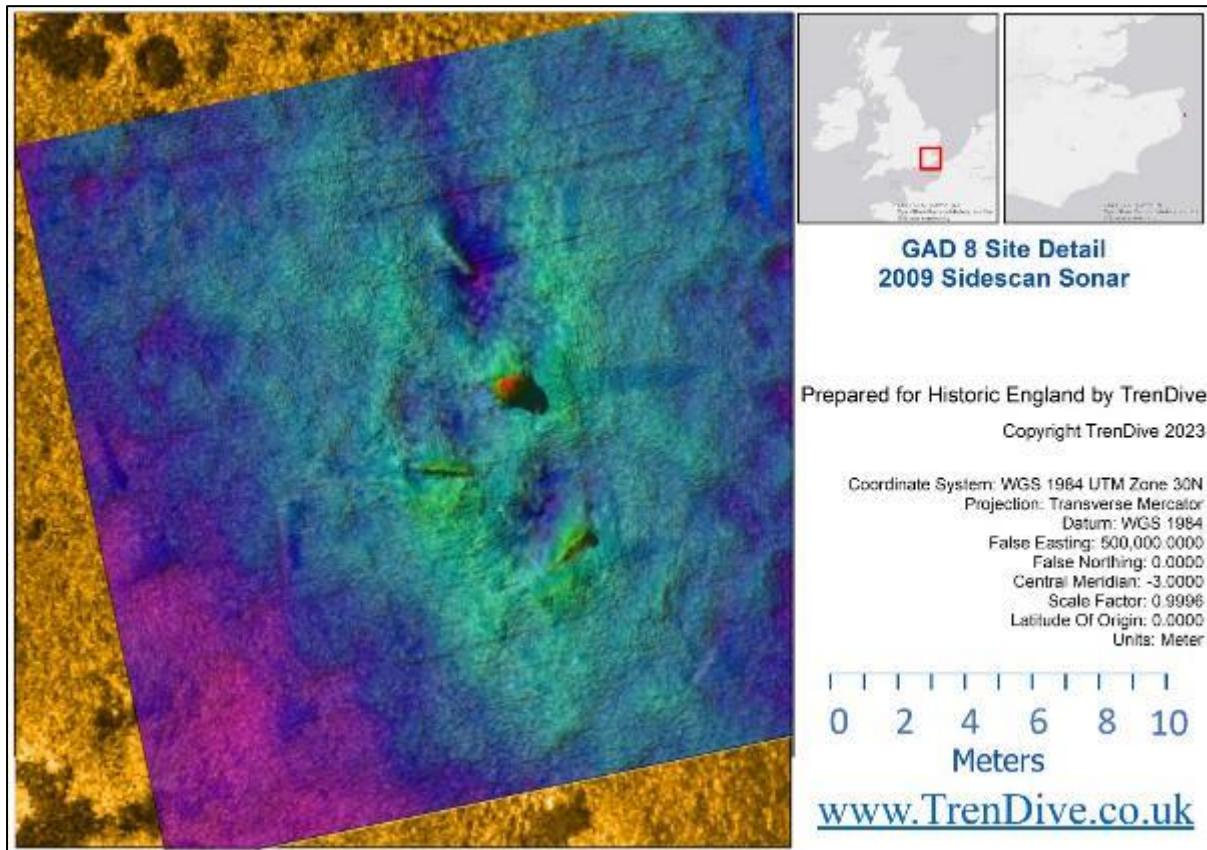 GAD 8 Site Detail
2009 Sidescan Sonar
Prepared for Historic England by TrenDive
Copyright TrenDive 2023
Coordinate System: WGS 1984 UTM Zone 30N
Projection: Transverse Mercator
Datum: WGS 1984
False Easting: 500,000.0000
False Northing: 0.0000
Central Meridian: -3.0000
Scale Factor: 0.9996
Latitude Of Origin: 0.0000
Units: Meter
0 2 4 6 8 10
Meters
www.TrenDive.co.uk